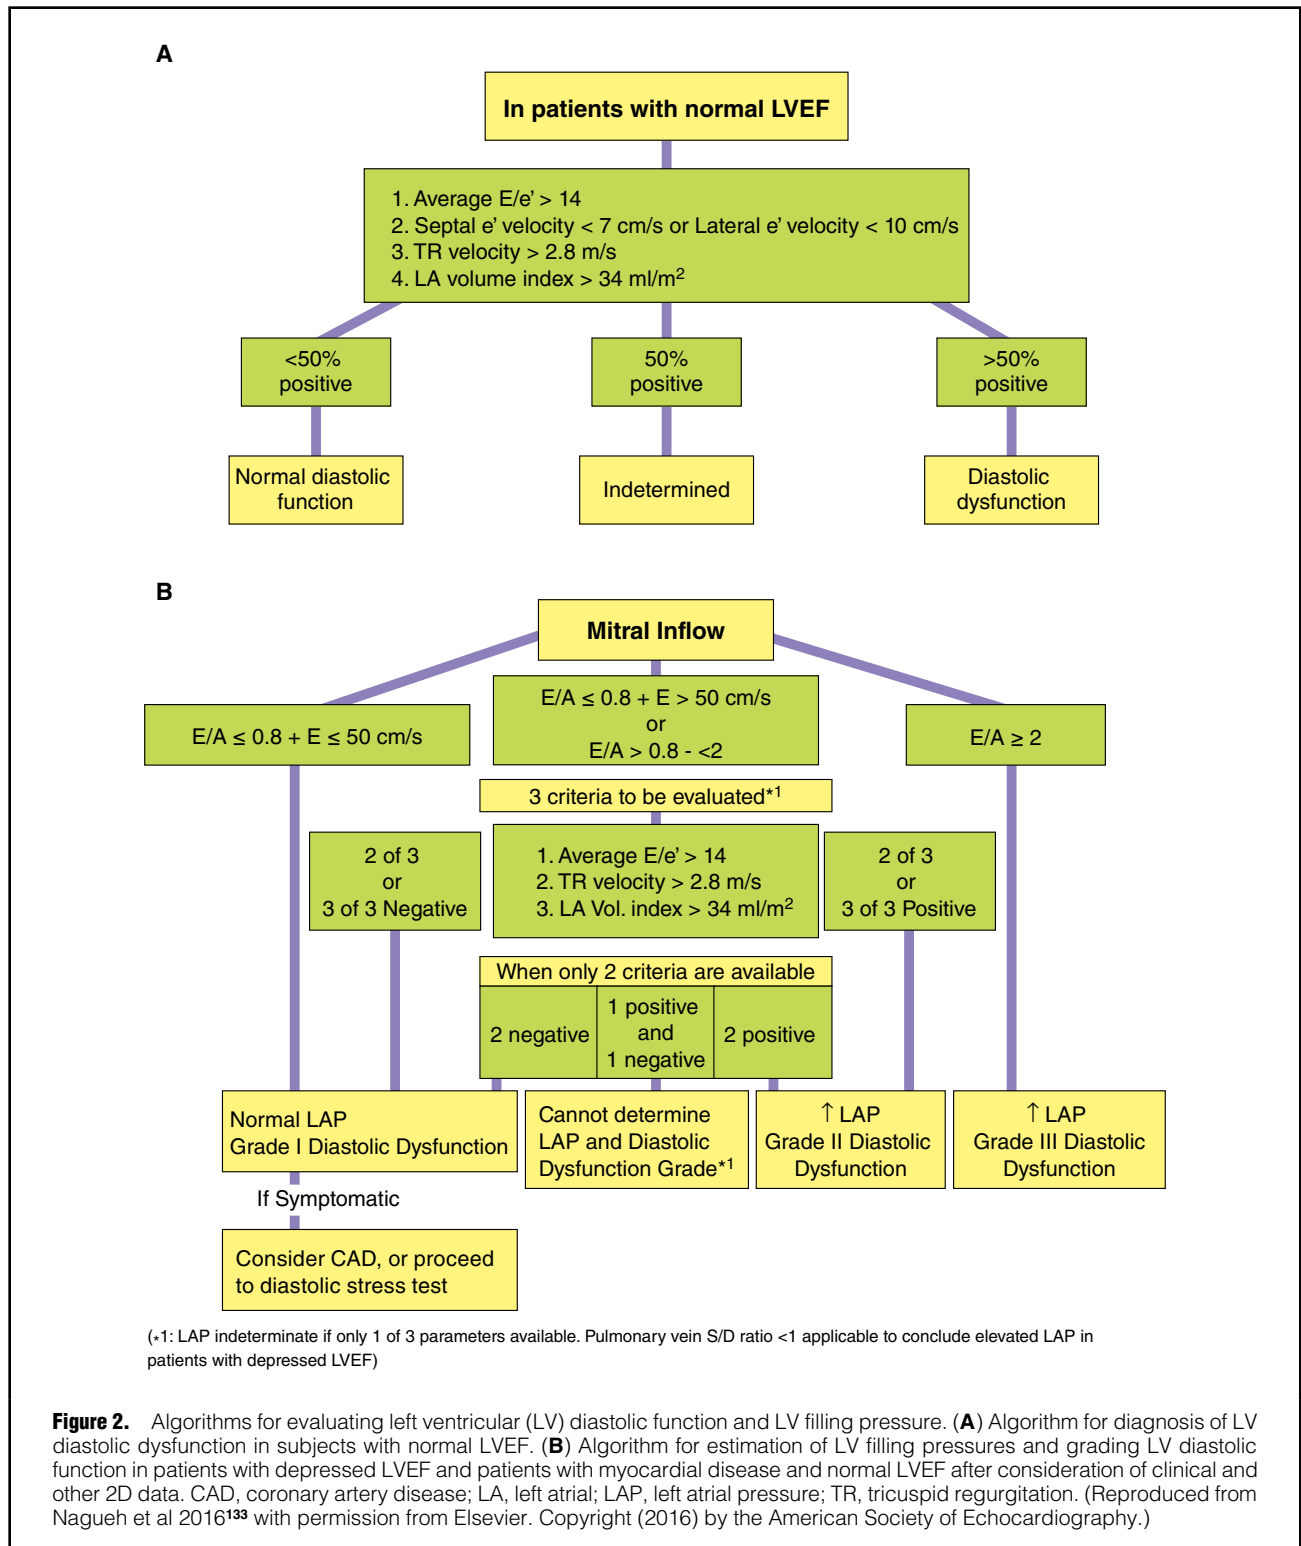 A
In patients with normal LVEF
1. Average E/e’ > 14
2. Septal e’ velocity < 7 cm/s or Lateral e’ velocity < 10 cm/s
3. TR velocity > 2.8 m/s
4. LA volume index > 34 ml/m²
<50%
positive
50%
positive
>50%
positive
Normal diastolic
function
Indetermined
Diastolic
dysfunction
B
Mitral Inflow
E/A ≤ 0.8 + E ≤ 50 cm/s
E/A ≤ 0.8 + E > 50 cm/s
or
E/A > 0.8 - <2
E/A ≥ 2
3 criteria to be evaluated*1
2 of 3
or
3 of 3 Negative
1. Average E/e’ > 14
2. TR velocity > 2.8 m/s
3. LA Vol. index > 34 ml/m²
2 of 3
or
3 of 3 Positive
When only 2 criteria are available
2 negative
1 positive
and
1 negative
2 positive
Normal LAP
Grade I Diastolic Dysfunction
Cannot determine
LAP and Diastolic
Dysfunction Grade*1
↑ LAP
Grade II Diastolic
Dysfunction
↑ LAP
Grade III Diastolic
Dysfunction
If Symptomatic
Consider CAD, or proceed
to diastolic stress test
(*1: LAP indeterminate if only 1 of 3 parameters available. Pulmonary vein S/D ratio <1 applicable to conclude elevated LAP in
patients with depressed LVEF)
Figure 2. Algorithms for evaluating left ventricular (LV) diastolic function and LV filling pressure. (A) Algorithm for diagnosis of LV
diastolic dysfunction in subjects with normal LVEF. (B) Algorithm for estimation of LV filling pressures and grading LV diastolic
function in patients with depressed LVEF and patients with myocardial disease and normal LVEF after consideration of clinical and
other 2D data. CAD, coronary artery disease; LA, left atrial; LAP, left atrial pressure; TR, tricuspid regurgitation. (Reproduced from
Nagueh et al 2016133 with permission from Elsevier. Copyright (2016) by the American Society of Echocardiography.)